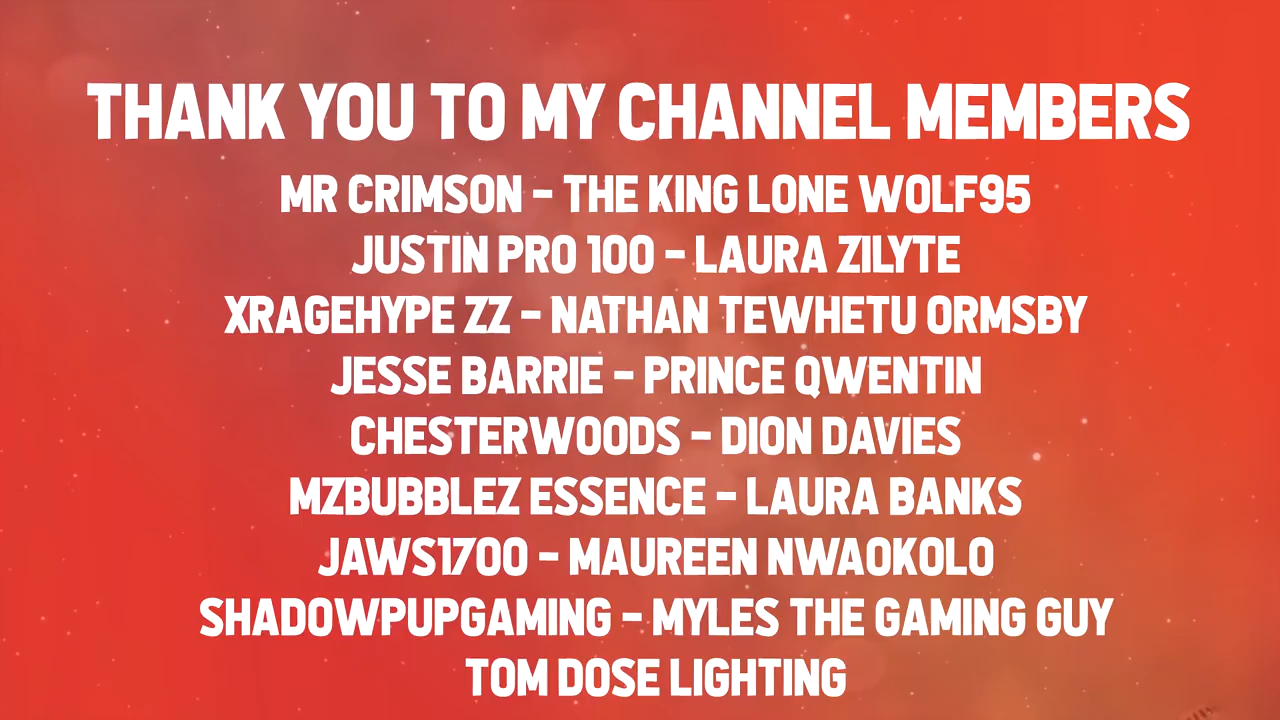 THANK YOU TO MY CHANNEL MEMBERS
MR CRIMSON - THE KING LONE WOLF95
JUSTIN PRO 100 - LAURA ZILYTE
XRAGEHYPE ZZ - NATHAN TEWHETU ORMSBY
JESSE BARRIE - PRINCE QWENTIN
CHESTERWOODS - DION DAVIES
MZBUBBLEZ ESSENCE - LAURA BANKS
JAWS1700 - MAUREEN NWAOKOLO
SHADOWPUPGAMING - MYLES THE GAMING GUY
TOM DOSE LIGHTING